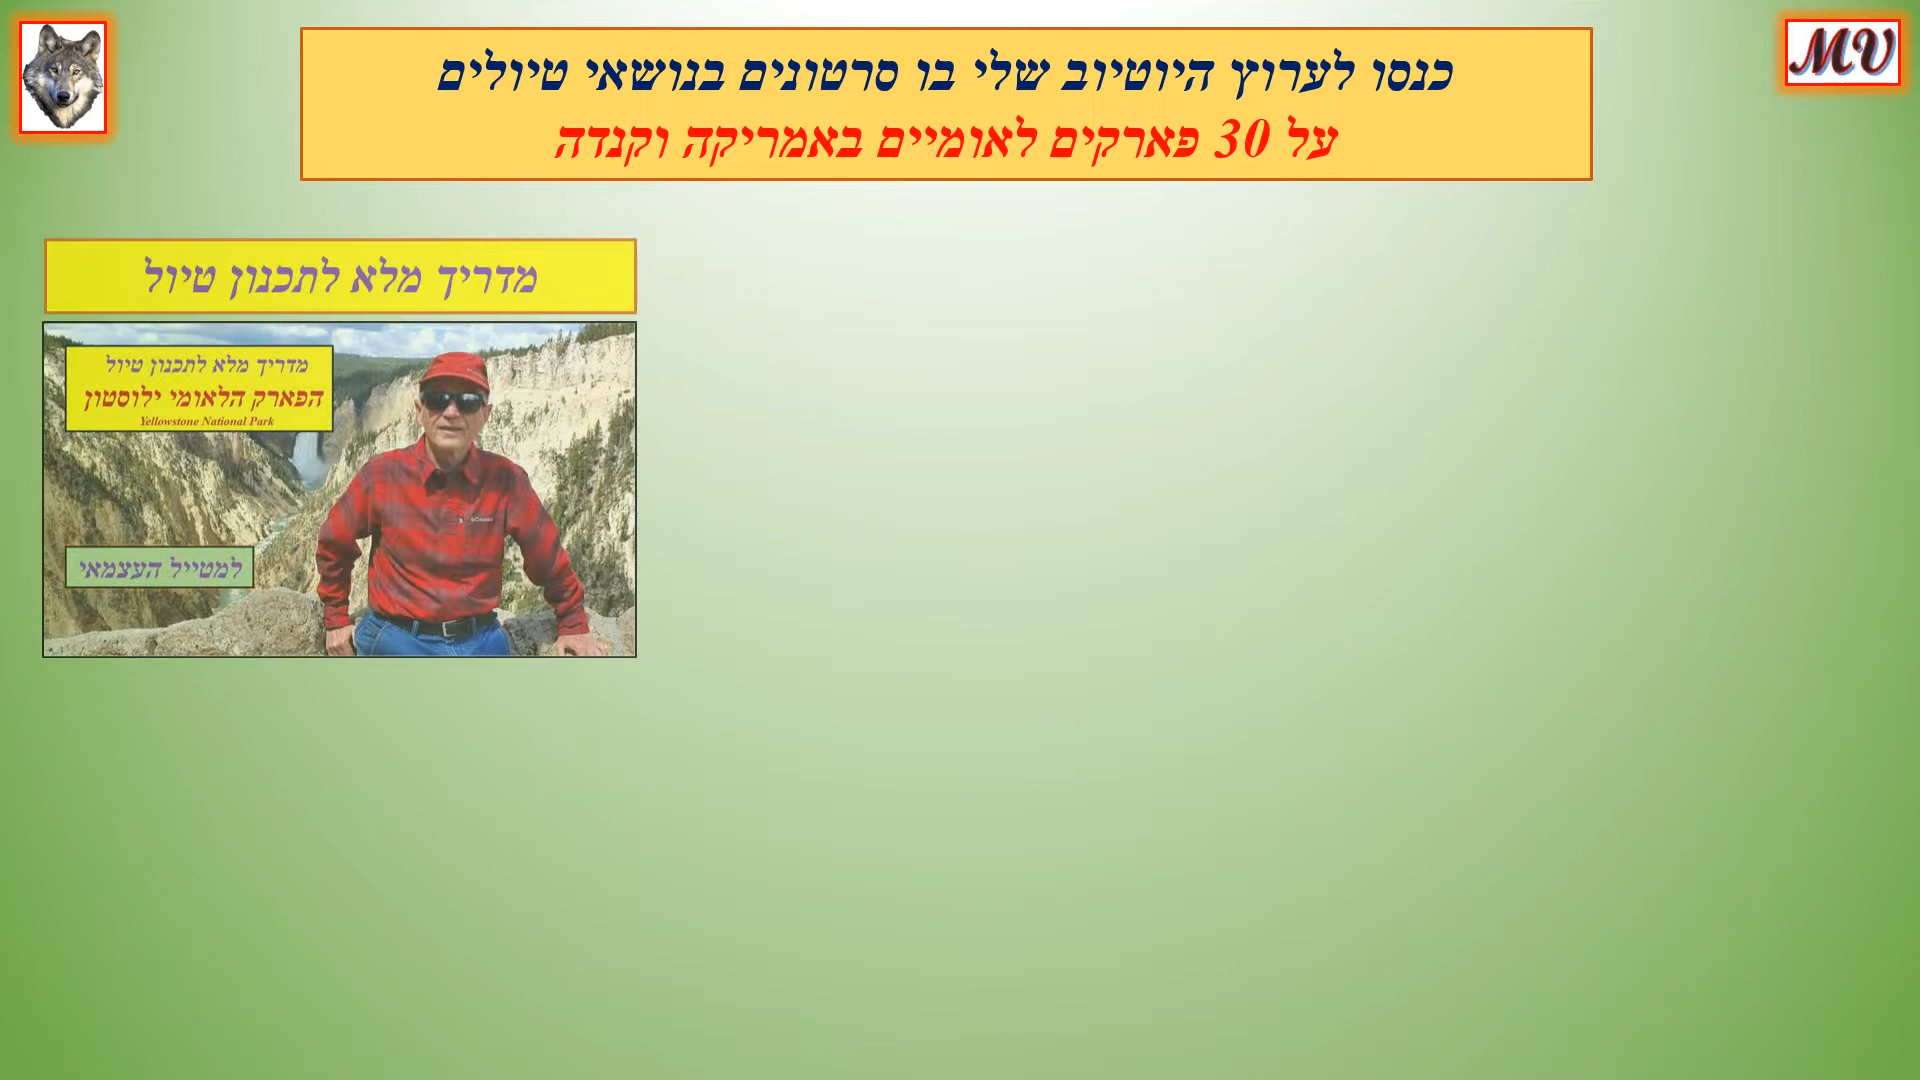 MV
כנסו לערוץ היוטיוב שלי בו סרטונים בנושאי טיולים
על 30 פארקים לאומיים באמריקה וקנדה
מדריך מלא לתכנון טיול
מדריך מלא לתכנון טיול
הפארק הלאומי ילוסטון
Yellowstone National Park
למטייל העצמאי
Columbia